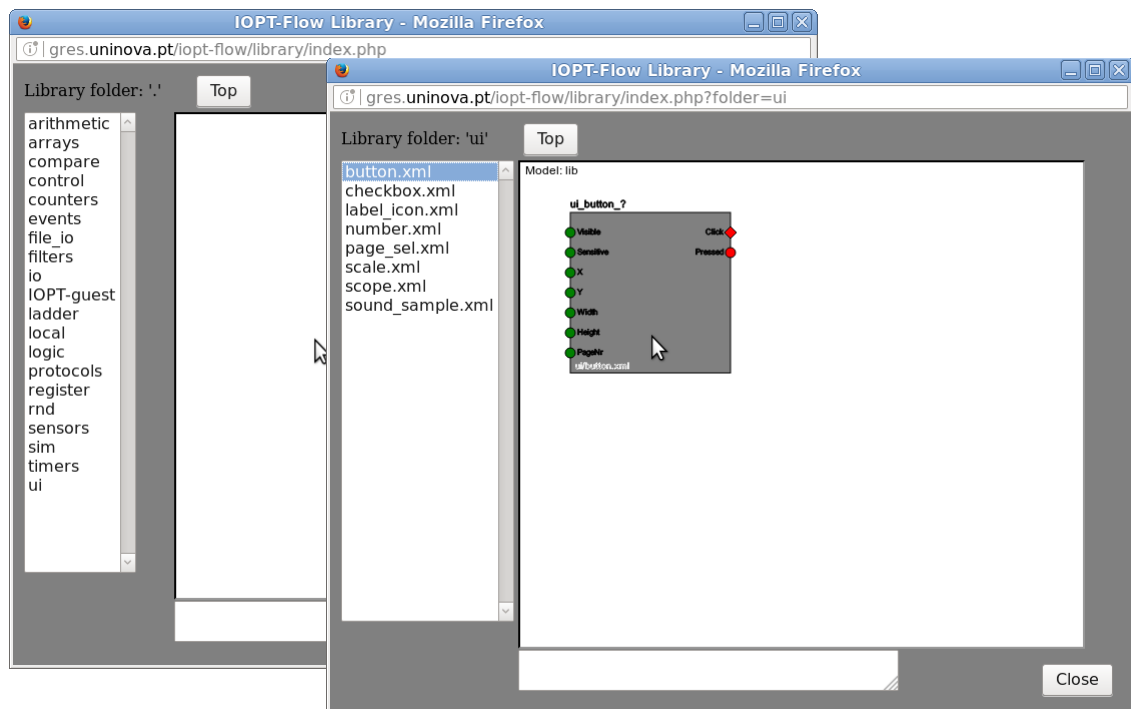 IOPT-Flow Library - Mozilla Firefox
gres.uninova.pt/iopt-flow/library/index.php
Library folder: '.'
Top
arithmetic
arrays
compare
control
counters
events
file_io
filters
io
IOPT-guest
ladder
local
logic
protocols
register
rnd
sensors
sim
timers
ui
IOPT-Flow Library - Mozilla Firefox
gres.uninova.pt/iopt-flow/library/index.php?folder=ui
Library folder: 'ui'
Top
button.xml
checkbox.xml
label_icon.xml
number.xml
page_sel.xml
scale.xml
scope.xml
sound_sample.xml
Model: lib
ui_button_?
Visible Click
Sensitive Pressed
X
Y
Width
Height
PageNr
ui/button.xml
Close